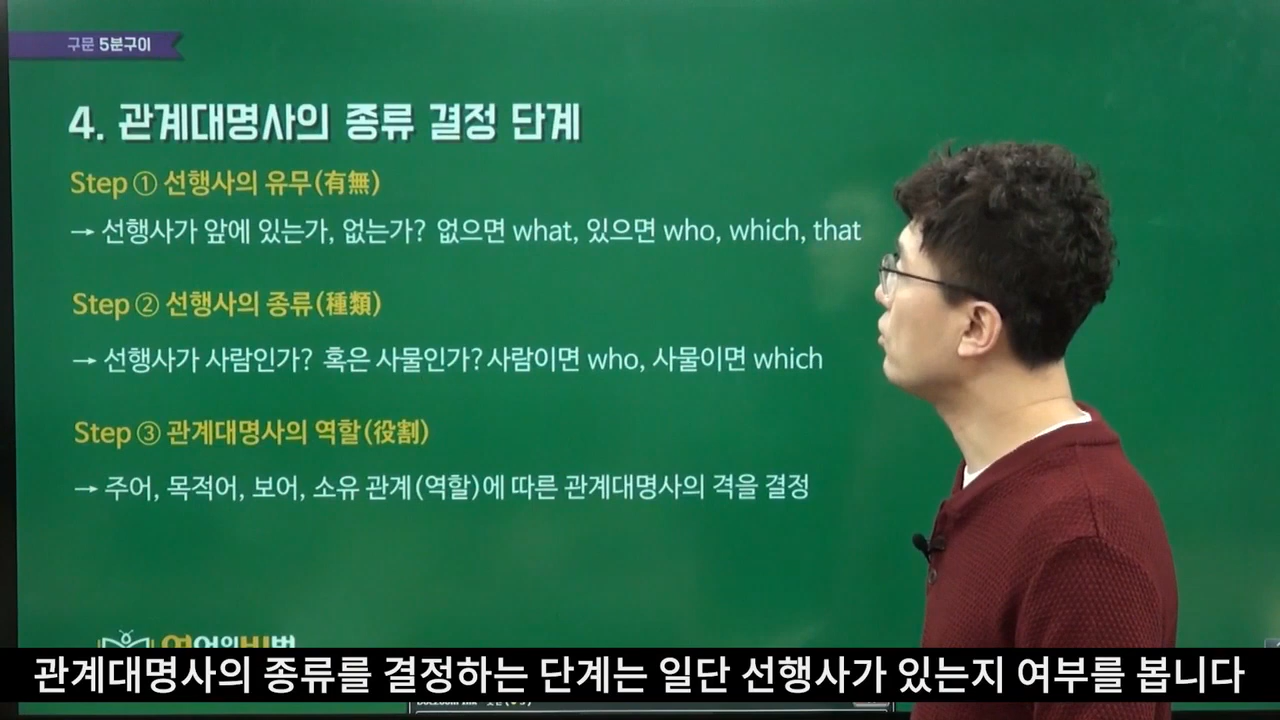 구문 5분구이
4. 관계대명사의 종류 결정 단계
Step ① 선행사의 유무(有無)
→ 선행사가 앞에 있는가, 없는가? 없으면 what, 있으면 who, which, that
Step ② 선행사의 종류(種類)
→ 선행사가 사람인가? 혹은 사물인가? 사람이면 who, 사물이면 which
Step ③ 관계대명사의 역할(役割)
→ 주어, 목적어, 보어, 소유 관계(역할)에 따른 관계대명사의 격을 결정
영어의비법
관계대명사의 종류를 결정하는 단계는 일단 선행사가 있는지 여부를 봅니다